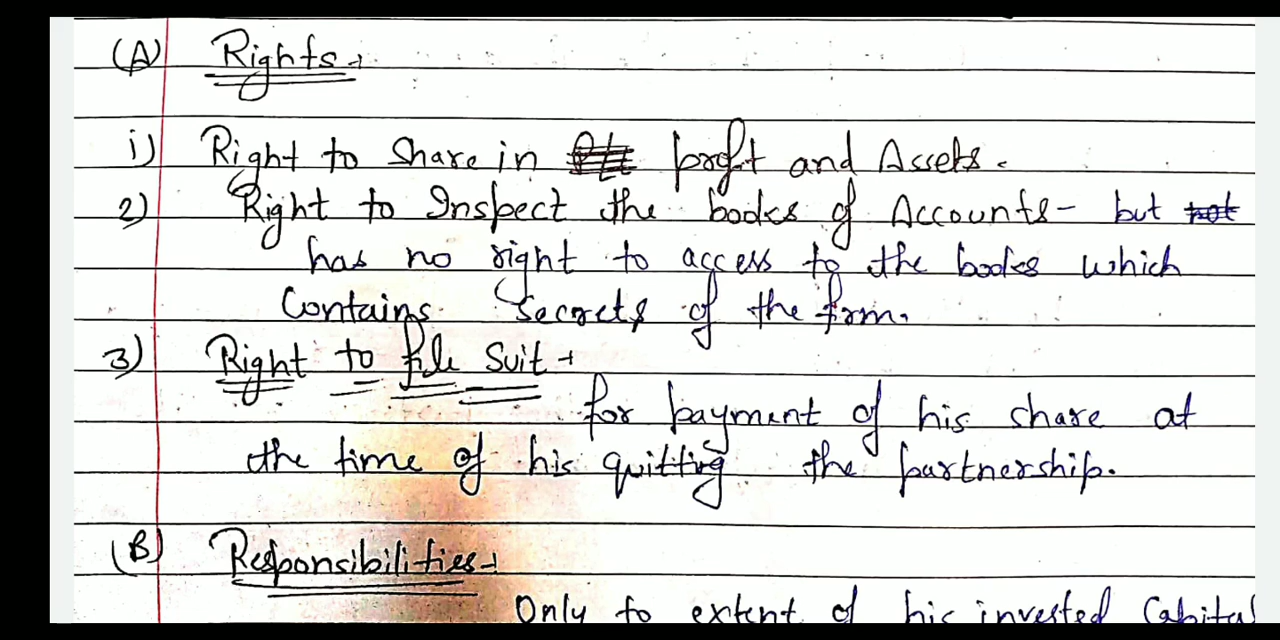 (A) Rights :-
i) Right to Share in profit and Assets.
2) Right to Inspect the books of Accounts - but not
has no right to access to the books which
Contains Secrets of the firm.
3) Right to file Suit :-
for payment of his share at
the time of his quitting the partnership.
(B) Responsibilities :-
Only to extent of his invested Capital